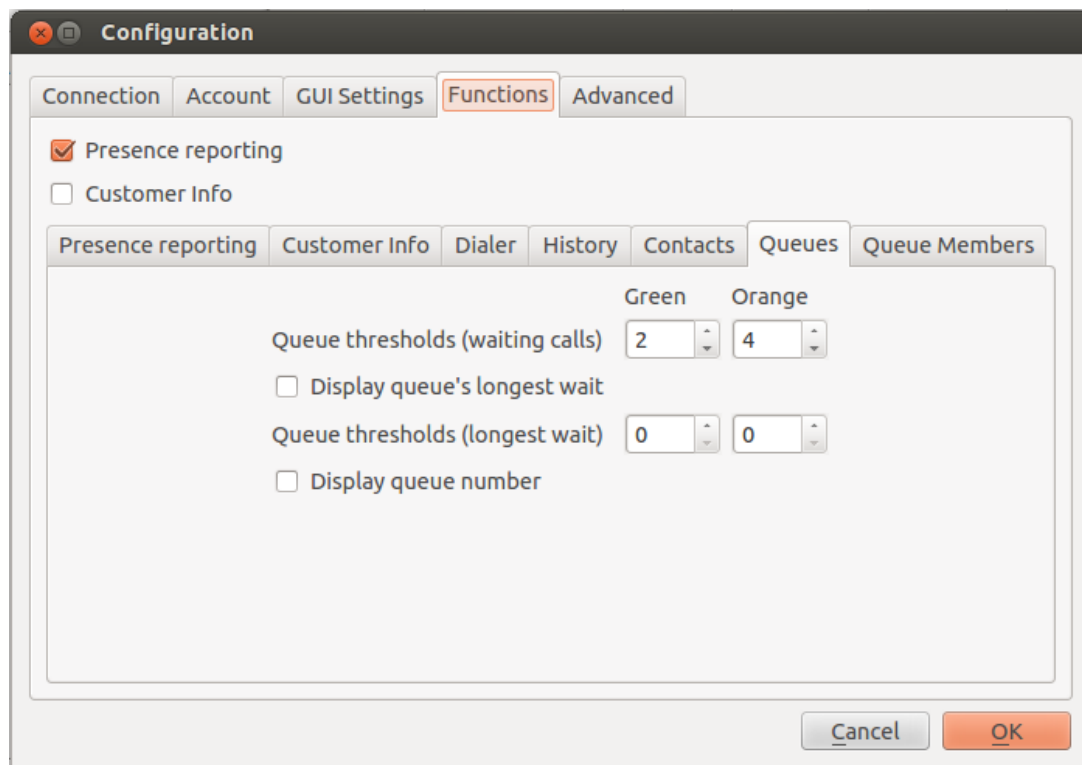 Configuration
Connection Account GUI Settings Functions Advanced
Presence reporting
Customer Info
Presence reporting Customer Info Dialer History Contacts Queues Queue Members
Green Orange
Queue thresholds (waiting calls) 2 4
Display queue's longest wait
Queue thresholds (longest wait) 0 0
Display queue number
Cancel OK